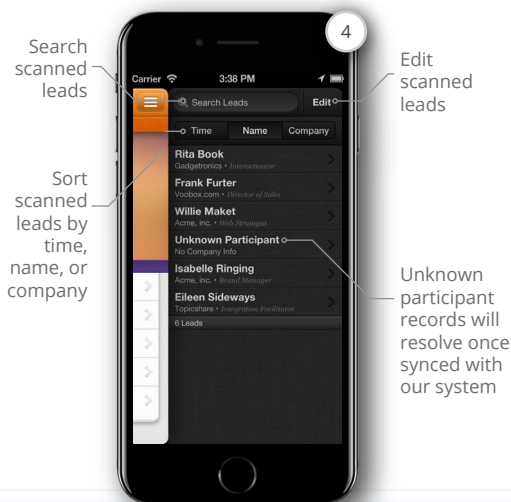 4
Search
scanned
leads
Edit
scanned
leads
Carrier 3:38 PM
Search Leads Edit
Time Name Company
Rita Book
Gadgetronics • Interactivator
Frank Furter
Voobox.com • Director of Sales
Willie Maket
Acme, inc. • Web Strategist
Unknown Participant
No Company Info
Isabelle Ringing
Acme, inc. • Brand Manager
Eileen Sideways
Topicshare • Integration Facilitator
6 Leads
Sort
scanned
leads by
time,
name, or
company
Unknown
participant
records will
resolve once
synced with
our system